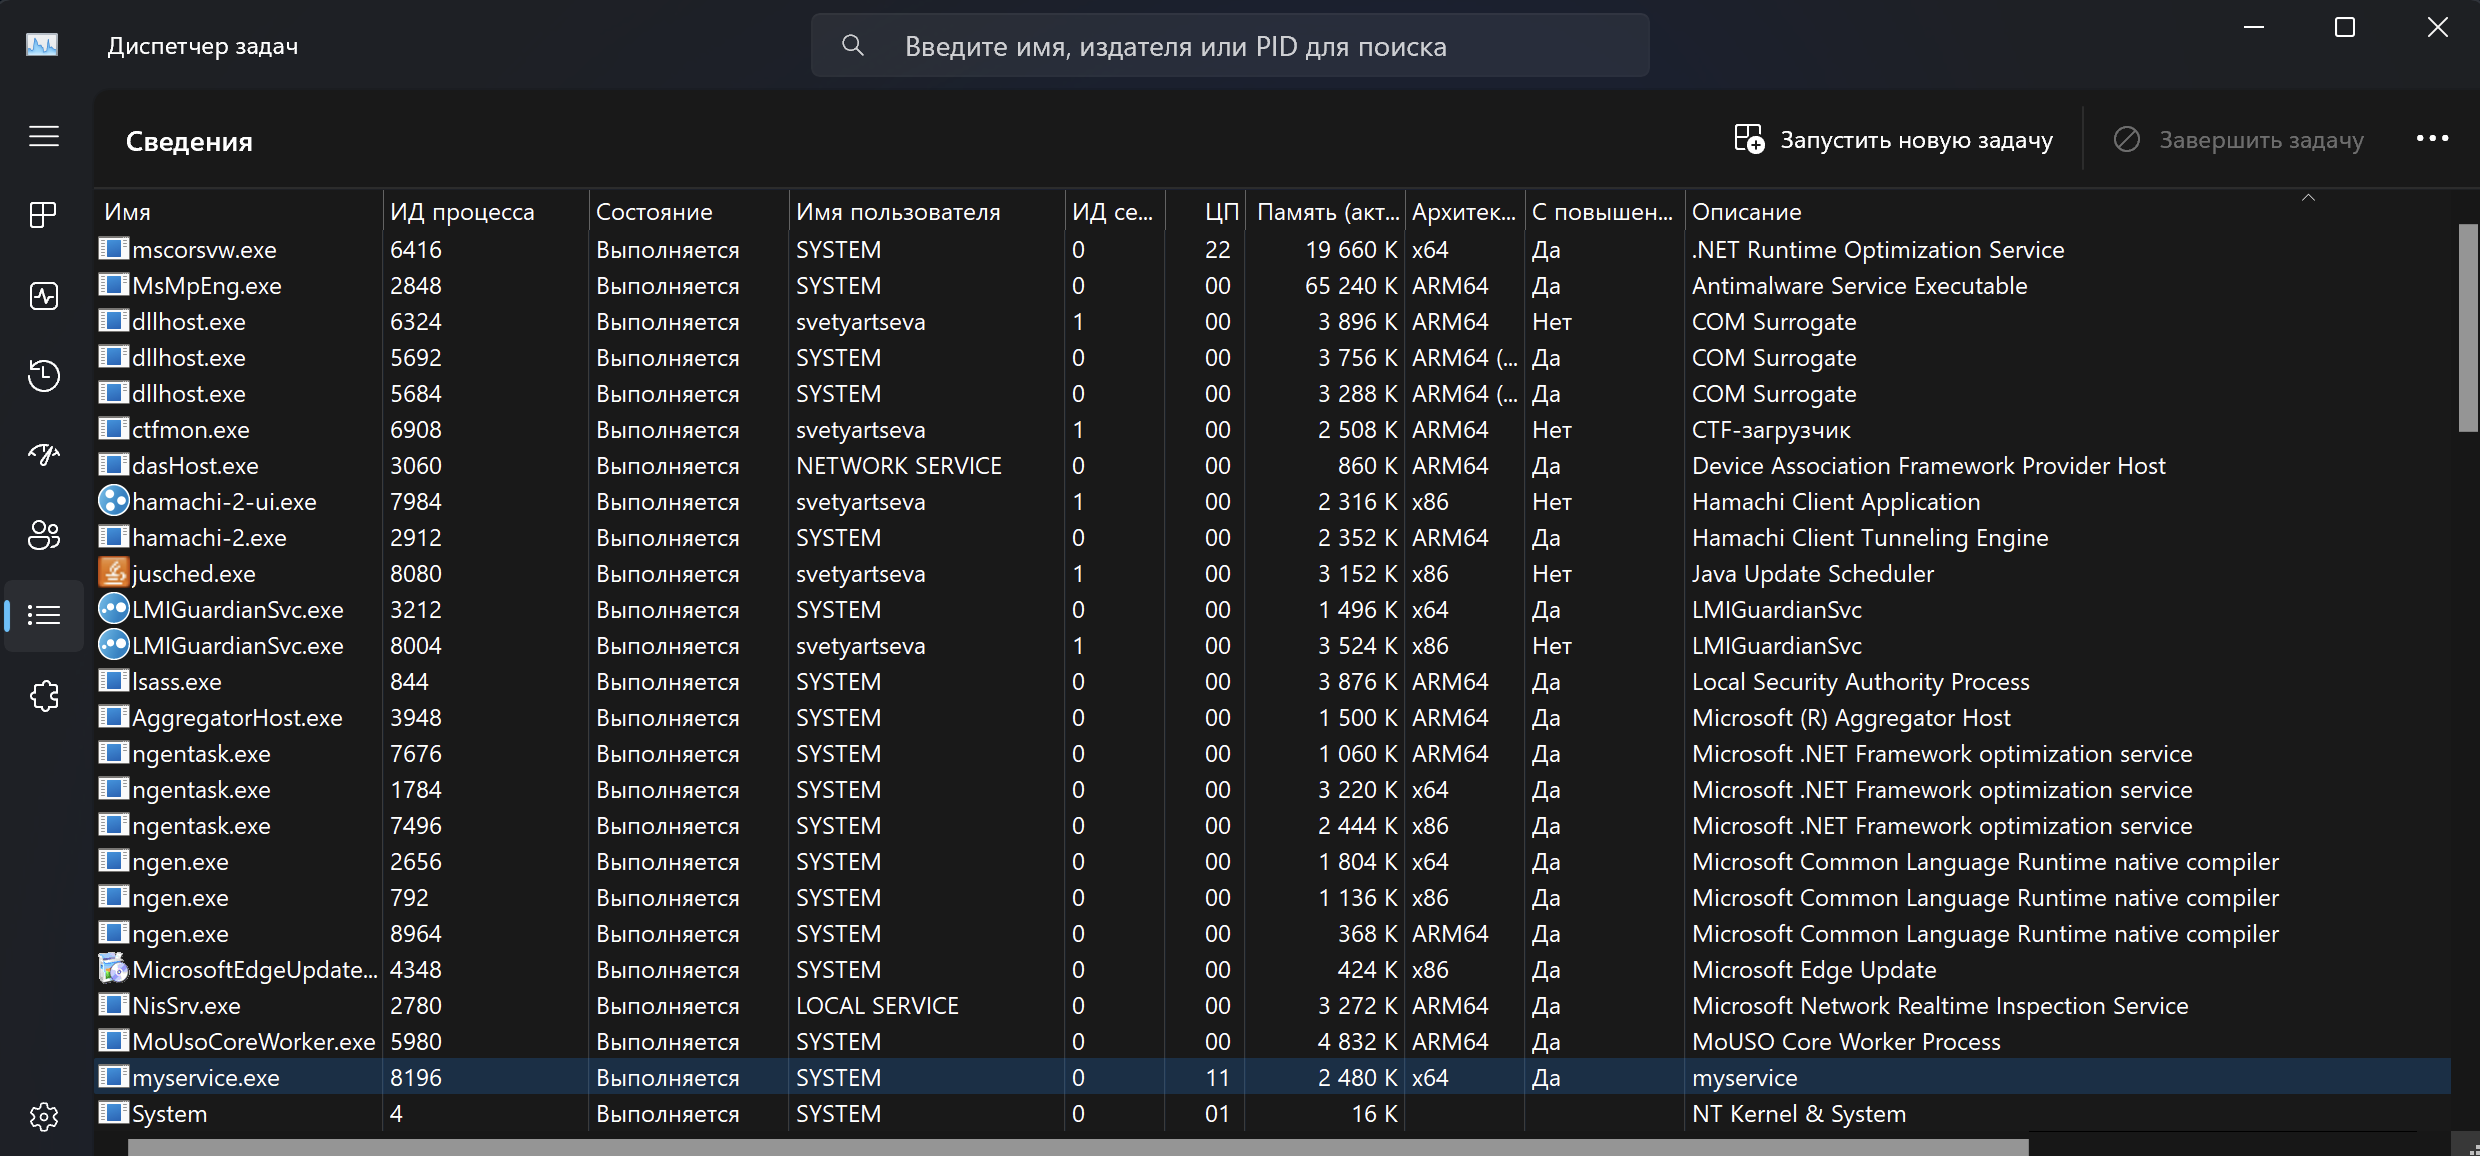 Диспетчер задач
Введите имя, издателя или PID для поиска
Сведения
Запустить новую задачу
Завершить задачу
Имя ИД процесса Состояние Имя пользователя ИД се... ЦП Память (акт... Архитек... С повышен... Описание
mscorsvw.exe 6416 Выполняется SYSTEM 0 22 19 660 К x64 Да .NET Runtime Optimization Service
MsMpEng.exe 2848 Выполняется SYSTEM 0 00 65 240 К ARM64 Да Antimalware Service Executable
dllhost.exe 6324 Выполняется svetyartseva 1 00 3 896 К ARM64 Нет COM Surrogate
dllhost.exe 5692 Выполняется SYSTEM 0 00 3 756 К ARM64 (... Да COM Surrogate
dllhost.exe 5684 Выполняется SYSTEM 0 00 3 288 К ARM64 (... Да COM Surrogate
ctfmon.exe 6908 Выполняется svetyartseva 1 00 2 508 К ARM64 Нет CTF-загрузчик
dasHost.exe 3060 Выполняется NETWORK SERVICE 0 00 860 К ARM64 Да Device Association Framework Provider Host
hamachi-2-ui.exe 7984 Выполняется svetyartseva 1 00 2 316 К x86 Нет Hamachi Client Application
hamachi-2.exe 2912 Выполняется SYSTEM 0 00 2 352 К ARM64 Да Hamachi Client Tunneling Engine
jusched.exe 8080 Выполняется svetyartseva 1 00 3 152 К x86 Нет Java Update Scheduler
LMIGuardianSvc.exe 3212 Выполняется SYSTEM 0 00 1 496 К x64 Да LMIGuardianSvc
LMIGuardianSvc.exe 8004 Выполняется svetyartseva 1 00 3 524 К x86 Нет LMIGuardianSvc
lsass.exe 844 Выполняется SYSTEM 0 00 3 876 К ARM64 Да Local Security Authority Process
AggregatorHost.exe 3948 Выполняется SYSTEM 0 00 1 500 К ARM64 Да Microsoft (R) Aggregator Host
ngentask.exe 7676 Выполняется SYSTEM 0 00 1 060 К ARM64 Да Microsoft .NET Framework optimization service
ngentask.exe 1784 Выполняется SYSTEM 0 00 3 220 К x64 Да Microsoft .NET Framework optimization service
ngentask.exe 7496 Выполняется SYSTEM 0 00 2 444 К x86 Да Microsoft .NET Framework optimization service
ngen.exe 2656 Выполняется SYSTEM 0 00 1 804 К x64 Да Microsoft Common Language Runtime native compiler
ngen.exe 792 Выполняется SYSTEM 0 00 1 136 К x86 Да Microsoft Common Language Runtime native compiler
ngen.exe 8964 Выполняется SYSTEM 0 00 368 К ARM64 Да Microsoft Common Language Runtime native compiler
MicrosoftEdgeUpdate... 4348 Выполняется SYSTEM 0 00 424 К x86 Да Microsoft Edge Update
NisSrv.exe 2780 Выполняется LOCAL SERVICE 0 00 3 272 К ARM64 Да Microsoft Network Realtime Inspection Service
MoUsoCoreWorker.exe 5980 Выполняется SYSTEM 0 00 4 832 К ARM64 Да MoUSO Core Worker Process
myservice.exe 8196 Выполняется SYSTEM 0 11 2 480 К x64 Да myservice
System 4 Выполняется SYSTEM 0 01 16 К NT Kernel & System